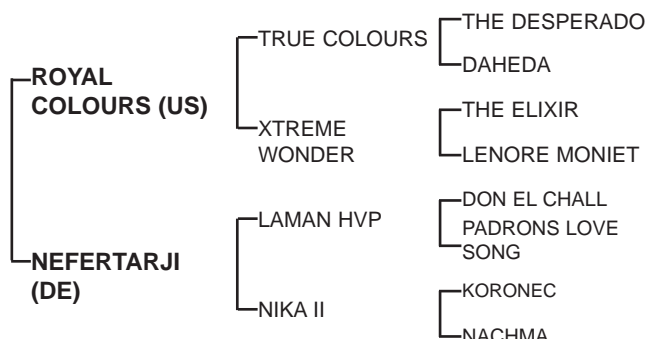 THE DESPERADO
TRUE COLOURS
DAHEDA
ROYAL
COLOURS (US)
THE ELIXIR
XTREME
WONDER
LENORE MONIET
DON EL CHALL
LAMAN HVP
PADRONS LOVE
SONG
NEFERTARJI
(DE)
KORONEC
NIKA II
NACHMA